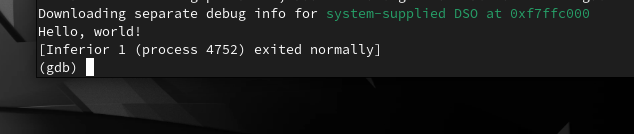 Downloading separate debug info for system-supplied DSO at 0xf7ffc000
Hello, world!
[Inferior 1 (process 4752) exited normally]
(gdb)